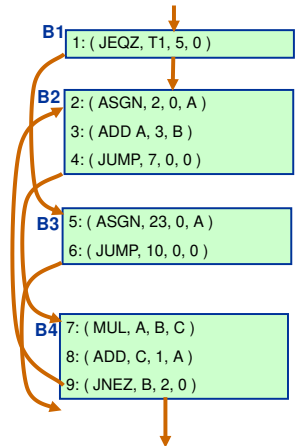 B1
1: ( JEQZ, T1, 5, 0 )
B2
2: ( ASGN, 2, 0, A )
3: ( ADD A, 3, B )
4: ( JUMP, 7, 0, 0 )
B3
5: ( ASGN, 23, 0, A )
6: ( JUMP, 10, 0, 0 )
B4
7: ( MUL, A, B, C )
8: ( ADD, C, 1, A )
9: ( JNEZ, B, 2, 0 )